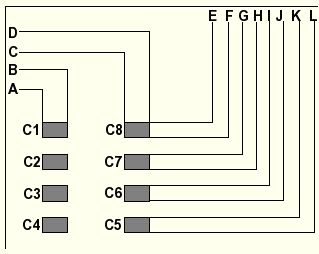 E F G H I J K L
D
C
B
A
C1 C8
C2 C7
C3 C6
C4 C5